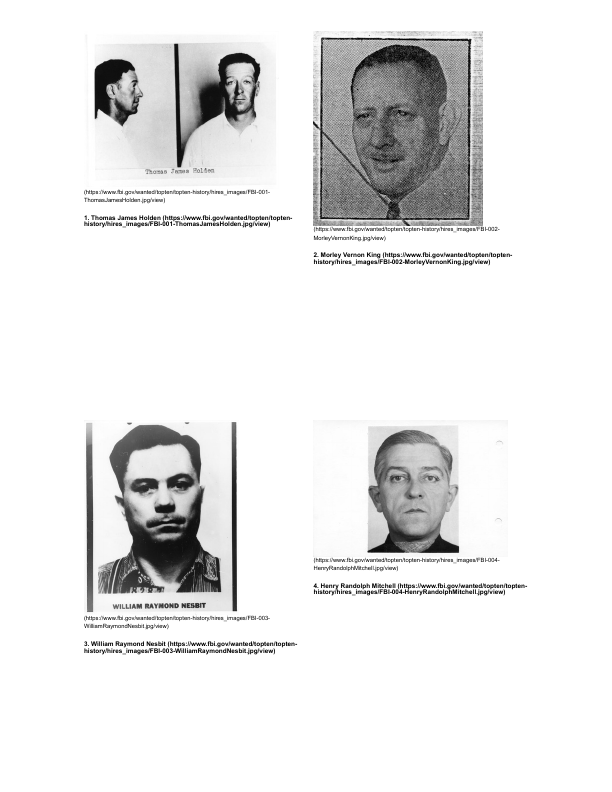 Thomas James Holden
(https://www.fbi.gov/wanted/topten/topten-history/hires_images/FBI-001-
ThomasJamesHolden.jpg/view)
1. Thomas James Holden (https://www.fbi.gov/wanted/topten/topten-
history/hires_images/FBI-001-ThomasJamesHolden.jpg/view)
(https://www.fbi.gov/wanted/topten/topten-history/hires_images/FBI-002-
MorleyVernonKing.jpg/view)
2. Morley Vernon King (https://www.fbi.gov/wanted/topten/topten-
history/hires_images/FBI-002-MorleyVernonKing.jpg/view)
WILLIAM RAYMOND NESBIT
(https://www.fbi.gov/wanted/topten/topten-history/hires_images/FBI-003-
WilliamRaymondNesbit.jpg/view)
3. William Raymond Nesbit (https://www.fbi.gov/wanted/topten/topten-
history/hires_images/FBI-003-WilliamRaymondNesbit.jpg/view)
(https://www.fbi.gov/wanted/topten/topten-history/hires_images/FBI-004-
HenryRandolphMitchell.jpg/view)
4. Henry Randolph Mitchell (https://www.fbi.gov/wanted/topten/topten-
history/hires_images/FBI-004-HenryRandolphMitchell.jpg/view)